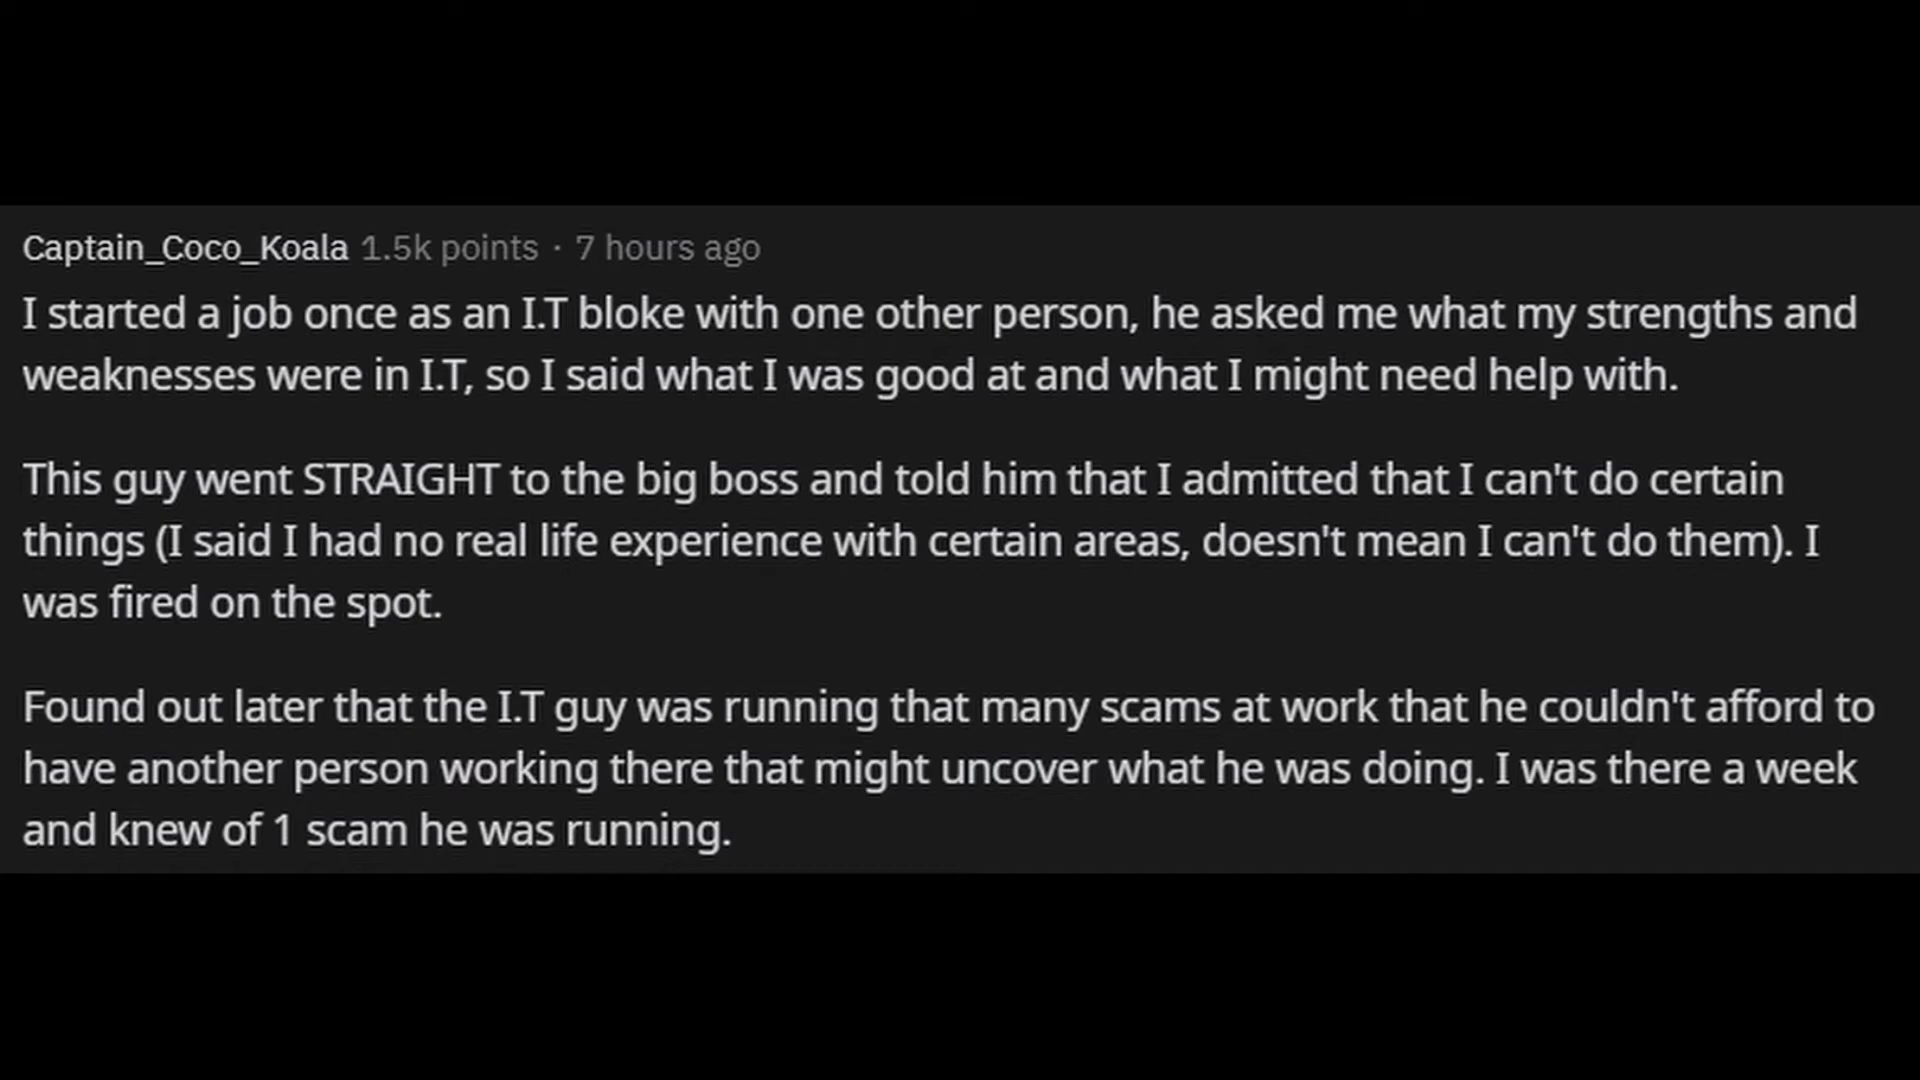 Captain_Coco_Koala 1.5k points · 7 hours ago
I started a job once as an I.T bloke with one other person, he asked me what my strengths and
weaknesses were in I.T, so I said what I was good at and what I might need help with.
This guy went STRAIGHT to the big boss and told him that I admitted that I can't do certain
things (I said I had no real life experience with certain areas, doesn't mean I can't do them). I
was fired on the spot.
Found out later that the I.T guy was running that many scams at work that he couldn't afford to
have another person working there that might uncover what he was doing. I was there a week
and knew of 1 scam he was running.